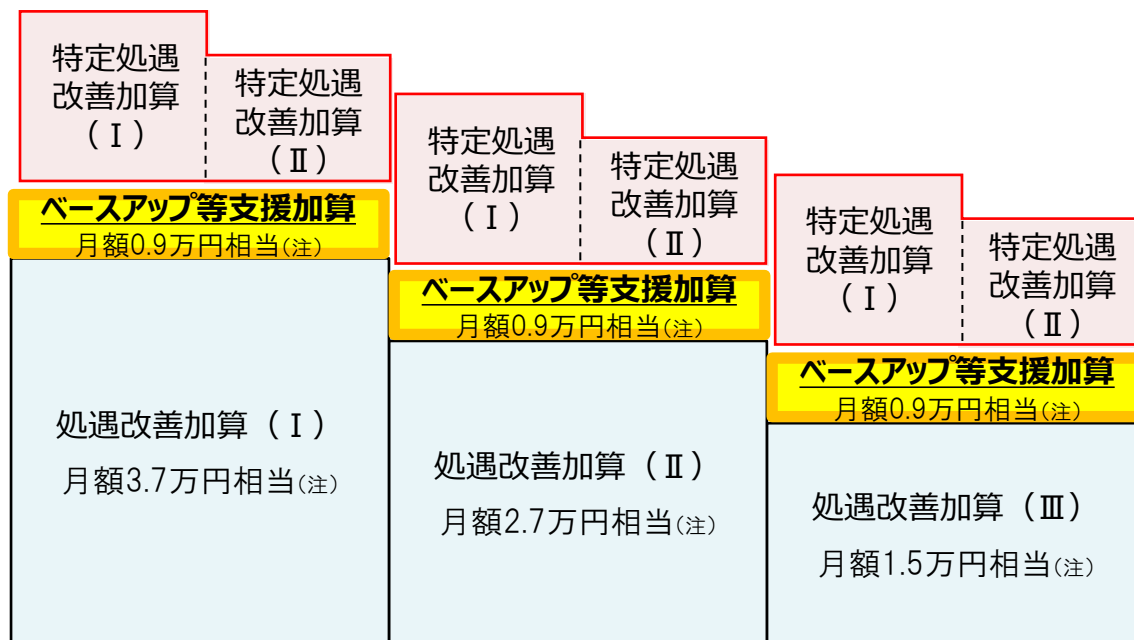 特定処遇
改善加算
（Ⅰ）
特定処遇
改善加算
（Ⅱ）
ベースアップ等支援加算
月額0.9万円相当(注)
処遇改善加算（Ⅰ）
月額3.7万円相当(注)
特定処遇
改善加算
（Ⅰ）
特定処遇
改善加算
（Ⅱ）
ベースアップ等支援加算
月額0.9万円相当(注)
処遇改善加算（Ⅱ）
月額2.7万円相当(注)
特定処遇
改善加算
（Ⅰ）
特定処遇
改善加算
（Ⅱ）
ベースアップ等支援加算
月額0.9万円相当(注)
処遇改善加算（Ⅲ）
月額1.5万円相当(注)